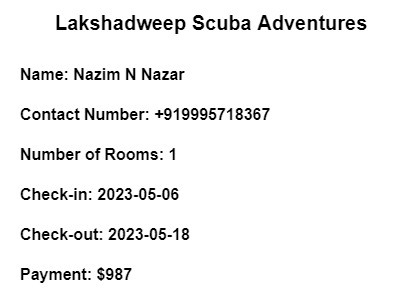 Lakshadweep Scuba Adventures
Name: Nazim N Nazar
Contact Number: +919995718367
Number of Rooms: 1
Check-in: 2023-05-06
Check-out: 2023-05-18
Payment: $987